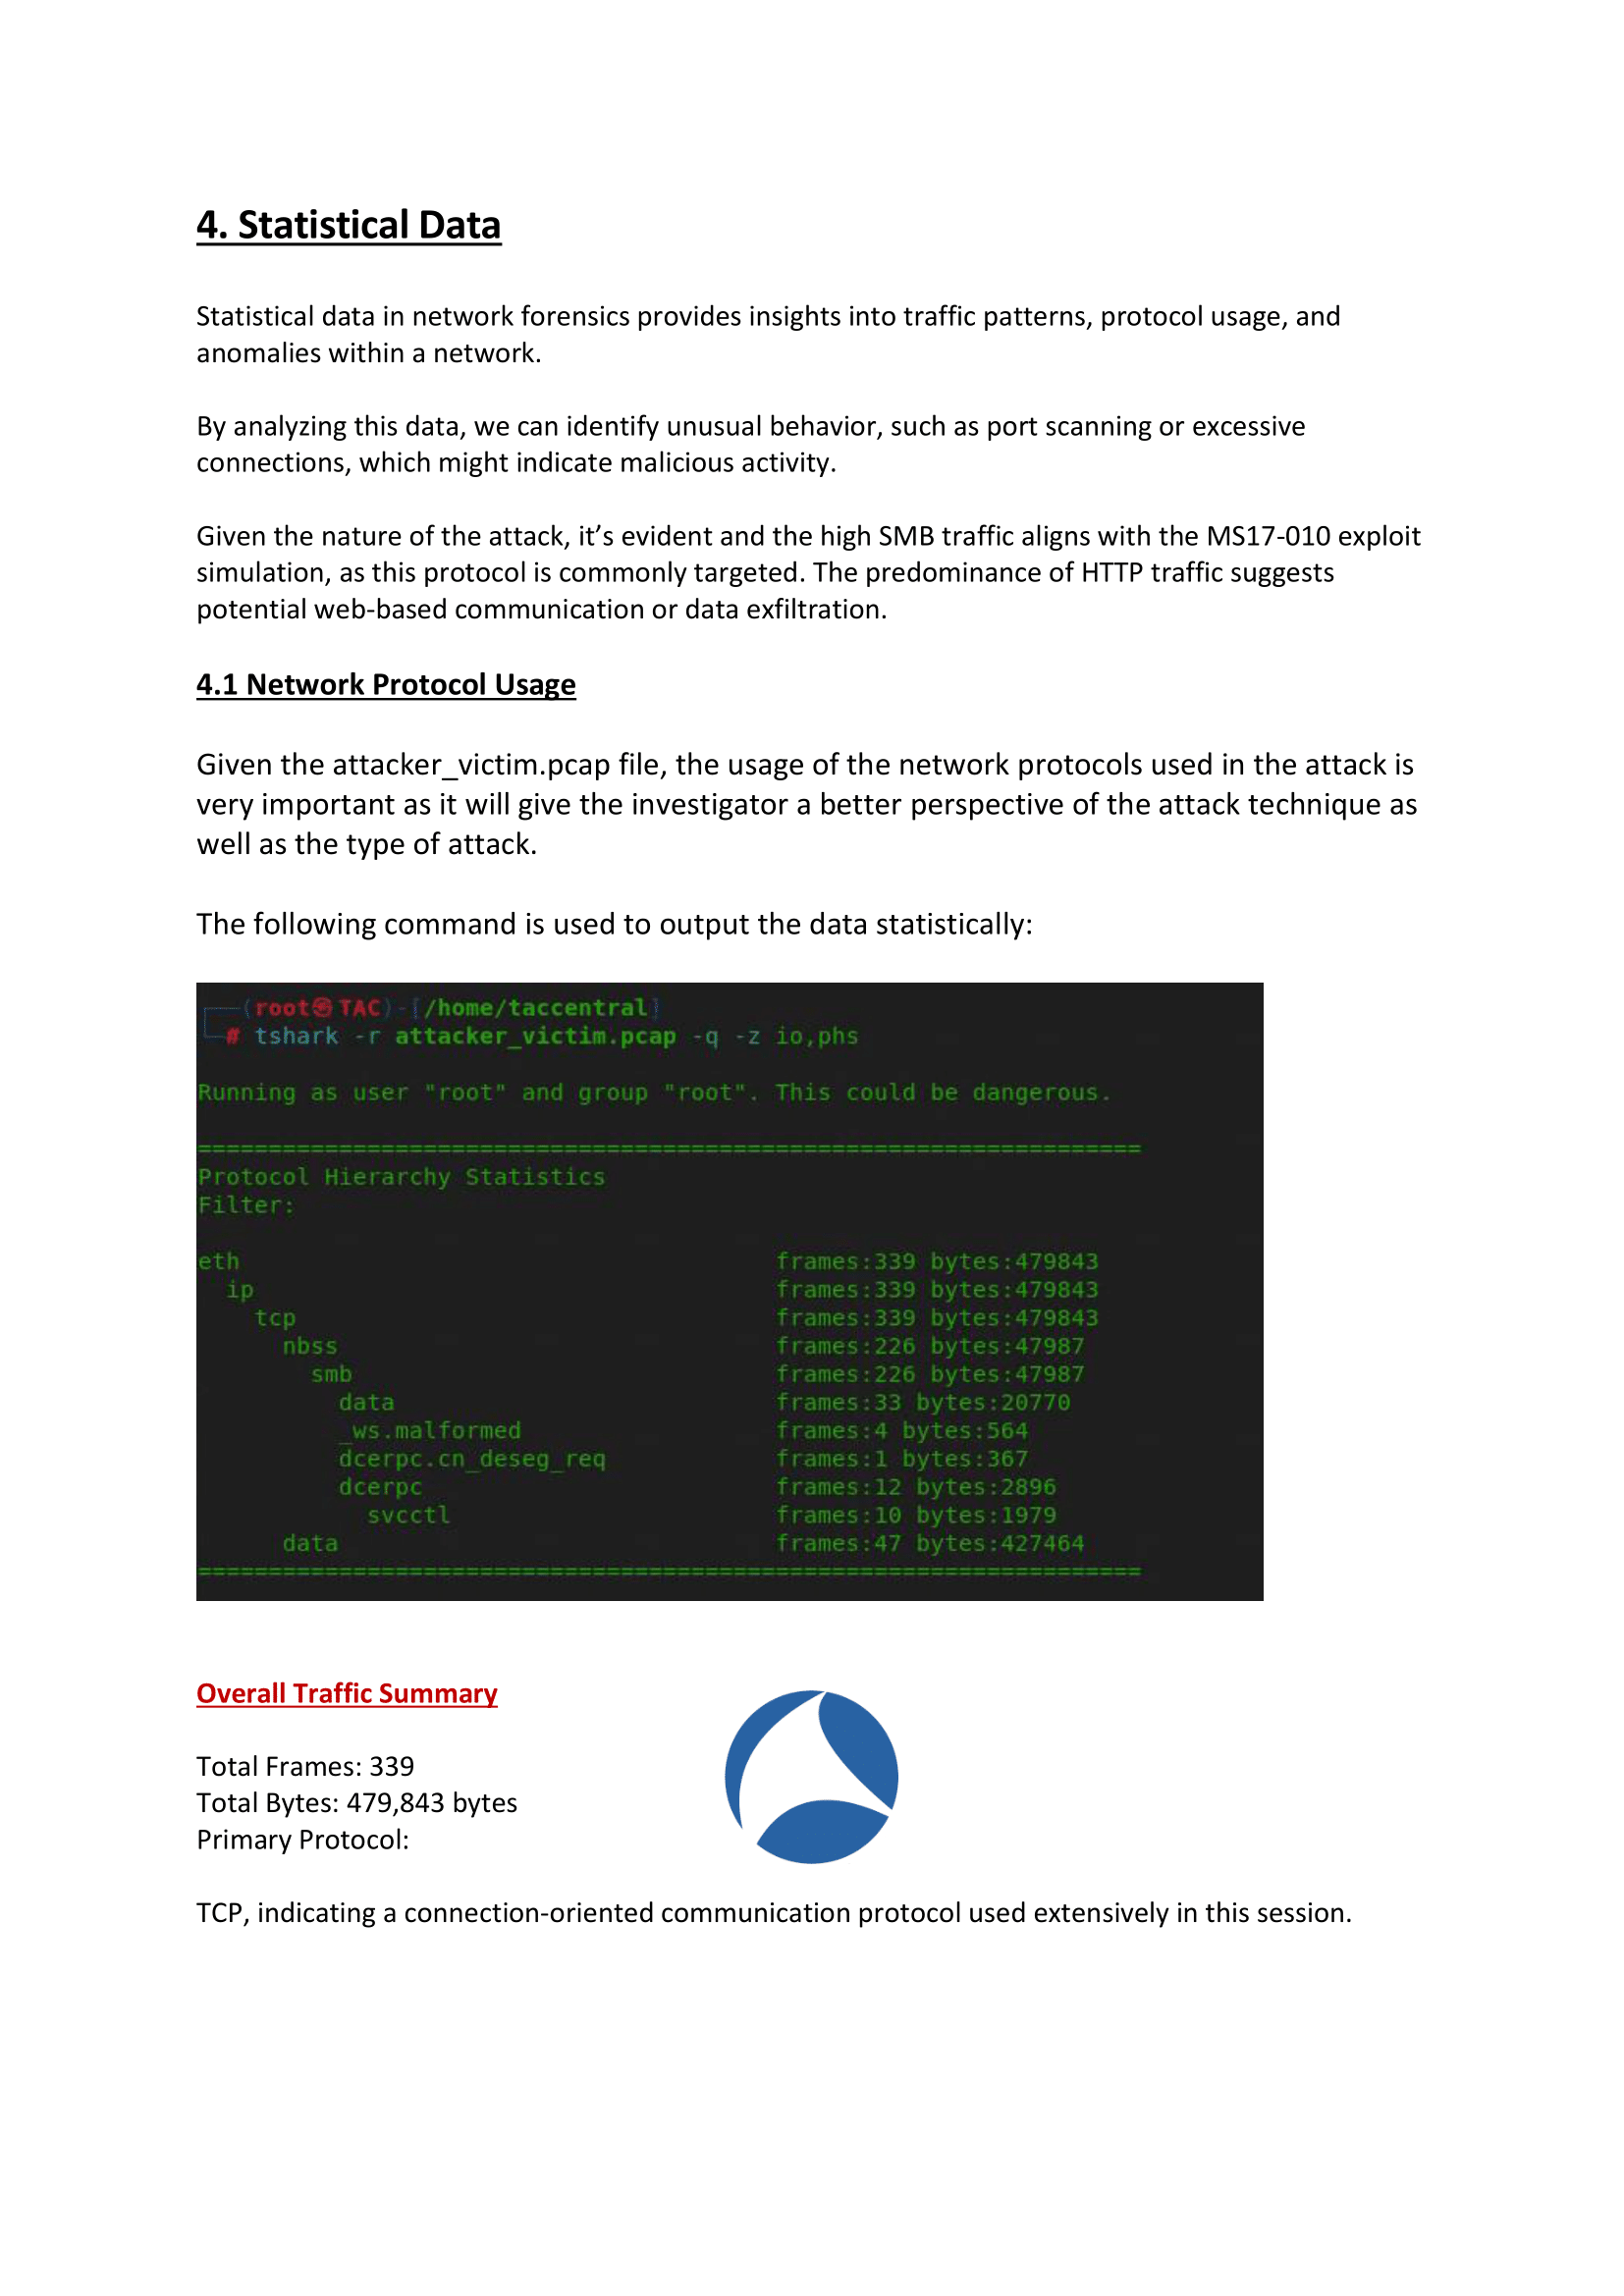 4. Statistical Data
Statistical data in network forensics provides insights into traffic patterns, protocol usage, and
anomalies within a network.
By analyzing this data, we can identify unusual behavior, such as port scanning or excessive
connections, which might indicate malicious activity.
Given the nature of the attack, it’s evident and the high SMB traffic aligns with the MS17-010 exploit
simulation, as this protocol is commonly targeted. The predominance of HTTP traffic suggests
potential web-based communication or data exfiltration.
4.1 Network Protocol Usage
Given the attacker_victim.pcap file, the usage of the network protocols used in the attack is
very important as it will give the investigator a better perspective of the attack technique as
well as the type of attack.
The following command is used to output the data statistically:
(root㉿TAC)-[/home/taccentral]
# tshark -r attacker_victim.pcap -q -z io,phs
Running as user "root" and group "root". This could be dangerous.
===================================================================
Protocol Hierarchy Statistics
Filter:
eth frames:339 bytes:479843
ip frames:339 bytes:479843
tcp frames:339 bytes:479843
nbss frames:226 bytes:47987
smb frames:226 bytes:47987
data frames:33 bytes:20770
_ws.malformed frames:4 bytes:564
dcerpc.cn_deseg_req frames:1 bytes:367
dcerpc frames:12 bytes:2896
svcctl frames:10 bytes:1979
data frames:47 bytes:427464
===================================================================
Overall Traffic Summary
Total Frames: 339
Total Bytes: 479,843 bytes
Primary Protocol:
TCP, indicating a connection-oriented communication protocol used extensively in this session.